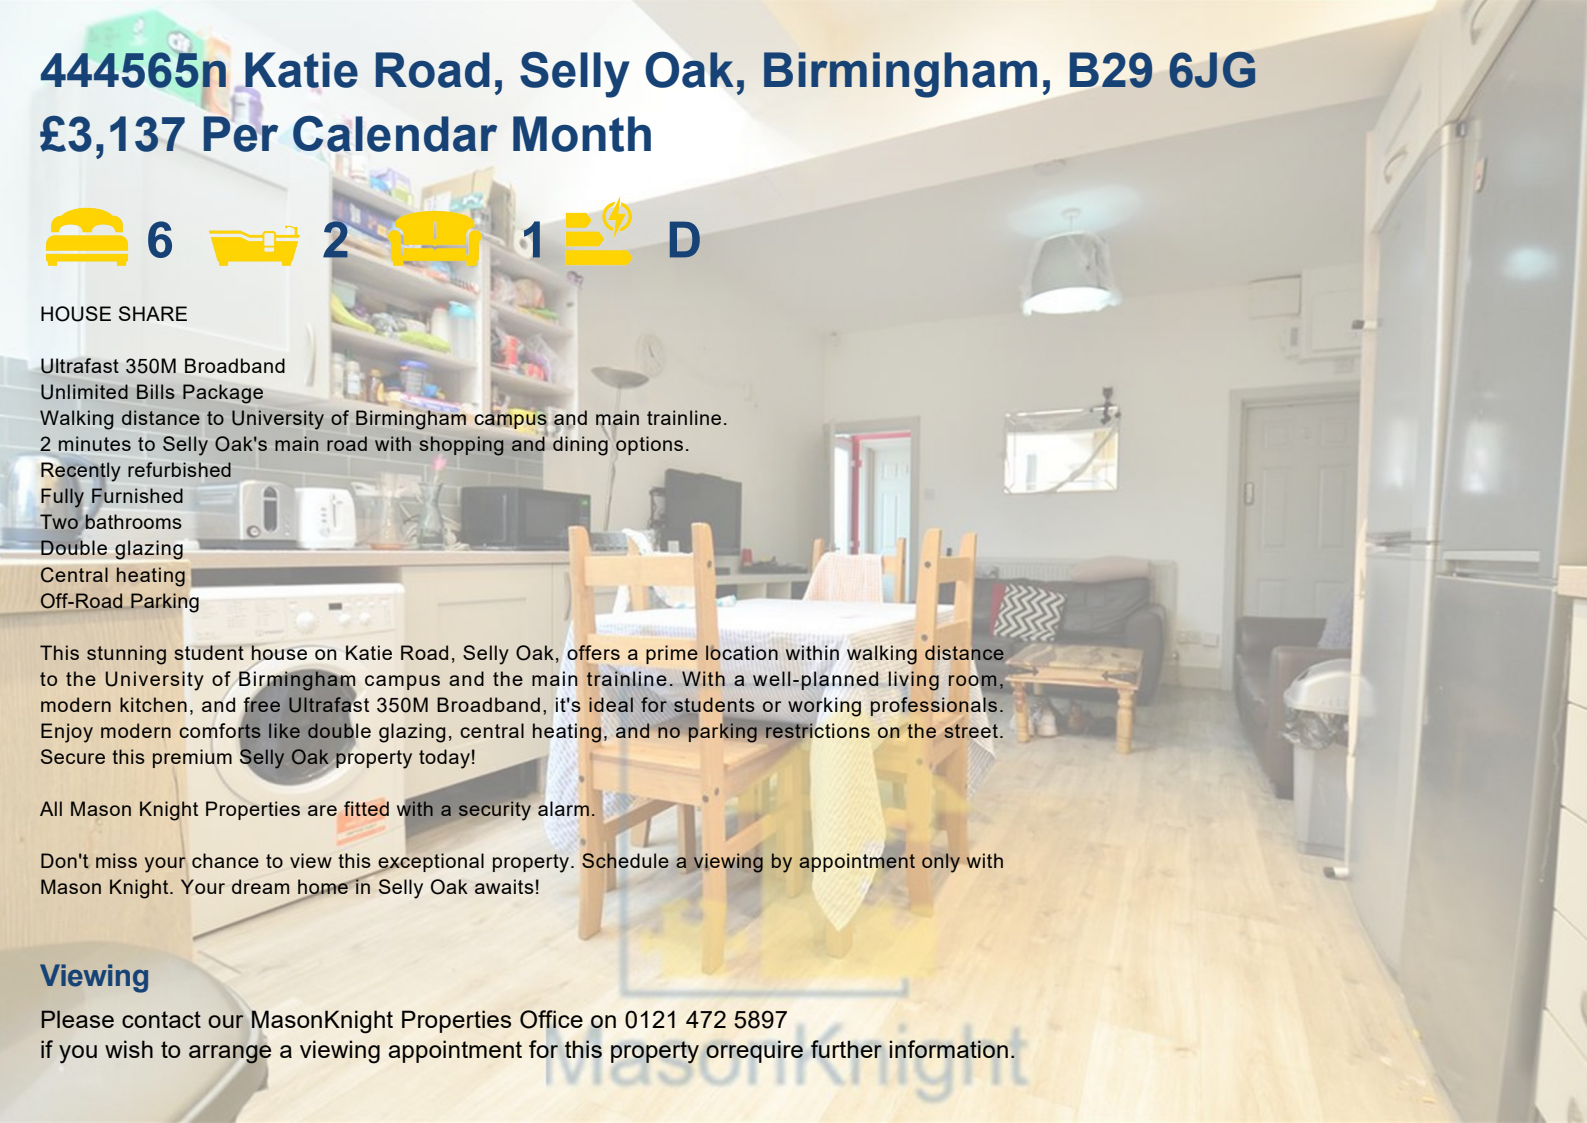 444565n Katie Road, Selly Oak, Birmingham, B29 6JG
£3,137 Per Calendar Month
6 2 1 D
HOUSE SHARE
Ultrafast 350M Broadband
Unlimited Bills Package
Walking distance to University of Birmingham campus and main trainline.
2 minutes to Selly Oak's main road with shopping and dining options.
Recently refurbished
Fully Furnished
Two bathrooms
Double glazing
Central heating
Off-Road Parking
This stunning student house on Katie Road, Selly Oak, offers a prime location within walking distance
to the University of Birmingham campus and the main trainline. With a well-planned living room,
modern kitchen, and free Ultrafast 350M Broadband, it's ideal for students or working professionals.
Enjoy modern comforts like double glazing, central heating, and no parking restrictions on the street.
Secure this premium Selly Oak property today!
All Mason Knight Properties are fitted with a security alarm.
Don't miss your chance to view this exceptional property. Schedule a viewing by appointment only with
Mason Knight. Your dream home in Selly Oak awaits!
Viewing
Please contact our MasonKnight Properties Office on 0121 472 5897
if you wish to arrange a viewing appointment for this property orrequire further information.
MasonKnight